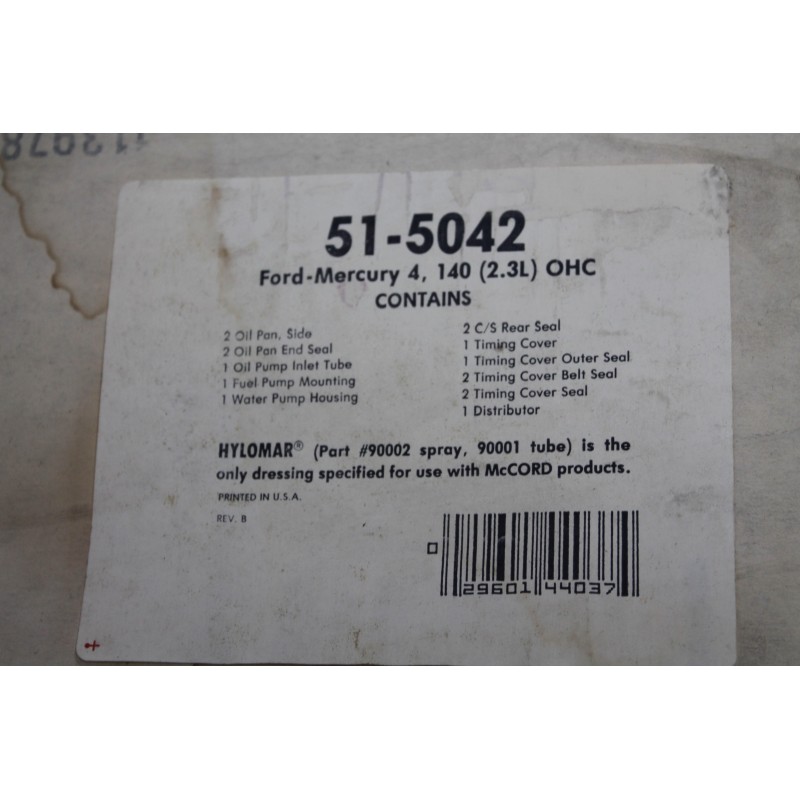 113978
51-5042
Ford-Mercury 4, 140 (2.3L) OHC
CONTAINS
2 Oil Pan, Side
2 Oil Pan End Seal
1 Oil Pump Inlet Tube
1 Fuel Pump Mounting
1 Water Pump Housing
2 C/S Rear Seal
1 Timing Cover
1 Timing Cover Outer Seal
2 Timing Cover Belt Seal
2 Timing Cover Seal
1 Distributor
HYLOMAR® (Part #90002 spray, 90001 tube) is the
only dressing specified for use with McCORD products.
PRINTED IN U.S.A.
REV. B
0 29601 44037